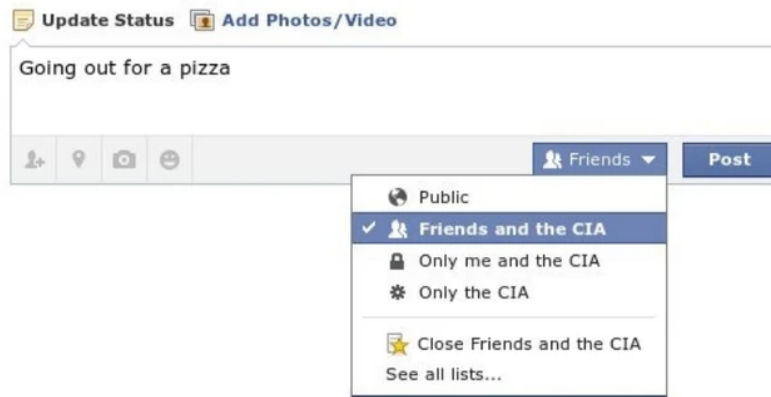 Update Status Add Photos/Video
Going out for a pizza
Friends Post
Public
Friends and the CIA
Only me and the CIA
Only the CIA
Close Friends and the CIA
See all lists...